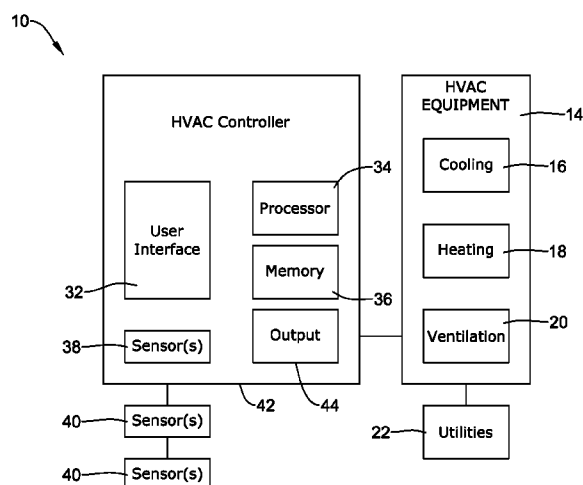 10
HVAC Controller
User
Interface
32
Processor
34
Memory
36
38
Sensor(s)
Output
44
42
40
Sensor(s)
40
Sensor(s)
HVAC
EQUIPMENT
14
Cooling
16
Heating
18
Ventilation
20
22
Utilities